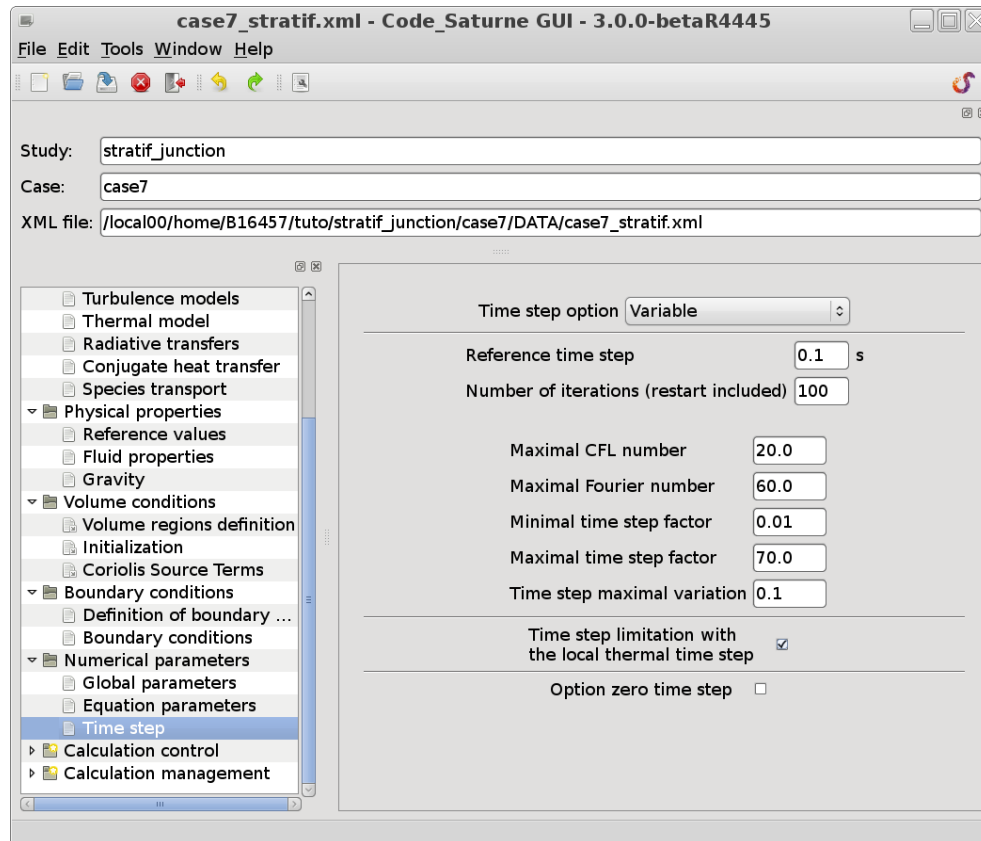 case7_stratif.xml - Code_Saturne GUI - 3.0.0-betaR4445
File Edit Tools Window Help
Study: stratif_junction
Case: case7
XML file: /local00/home/B16457/tuto/stratif_junction/case7/DATA/case7_stratif.xml
Turbulence models
Thermal model
Radiative transfers
Conjugate heat transfer
Species transport
Physical properties
Reference values
Fluid properties
Gravity
Volume conditions
Volume regions definition
Initialization
Coriolis Source Terms
Boundary conditions
Definition of boundary ...
Boundary conditions
Numerical parameters
Global parameters
Equation parameters
Time step
Calculation control
Calculation management
Time step option Variable
Reference time step 0.1 s
Number of iterations (restart included) 100
Maximal CFL number 20.0
Maximal Fourier number 60.0
Minimal time step factor 0.01
Maximal time step factor 70.0
Time step maximal variation 0.1
Time step limitation with
the local thermal time step
Option zero time step